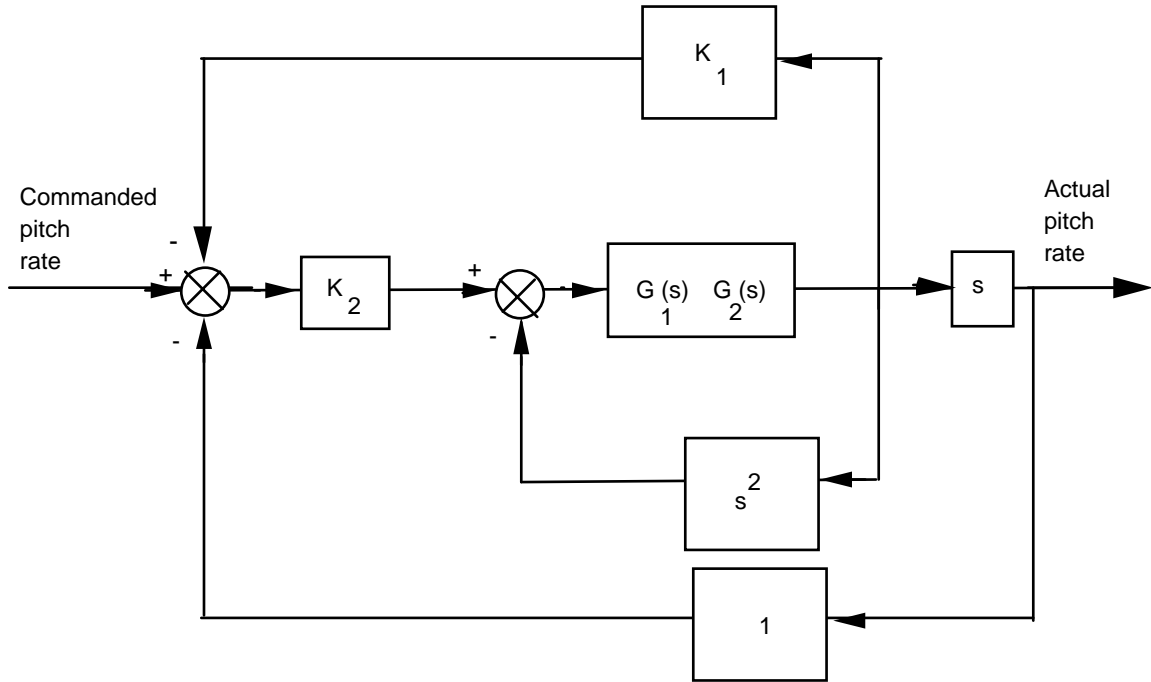 K
1
Commanded
pitch
rate
Actual
pitch
rate
-
+
K
2
+
-
G (s) G (s)
1 2
s
-
s 2
1